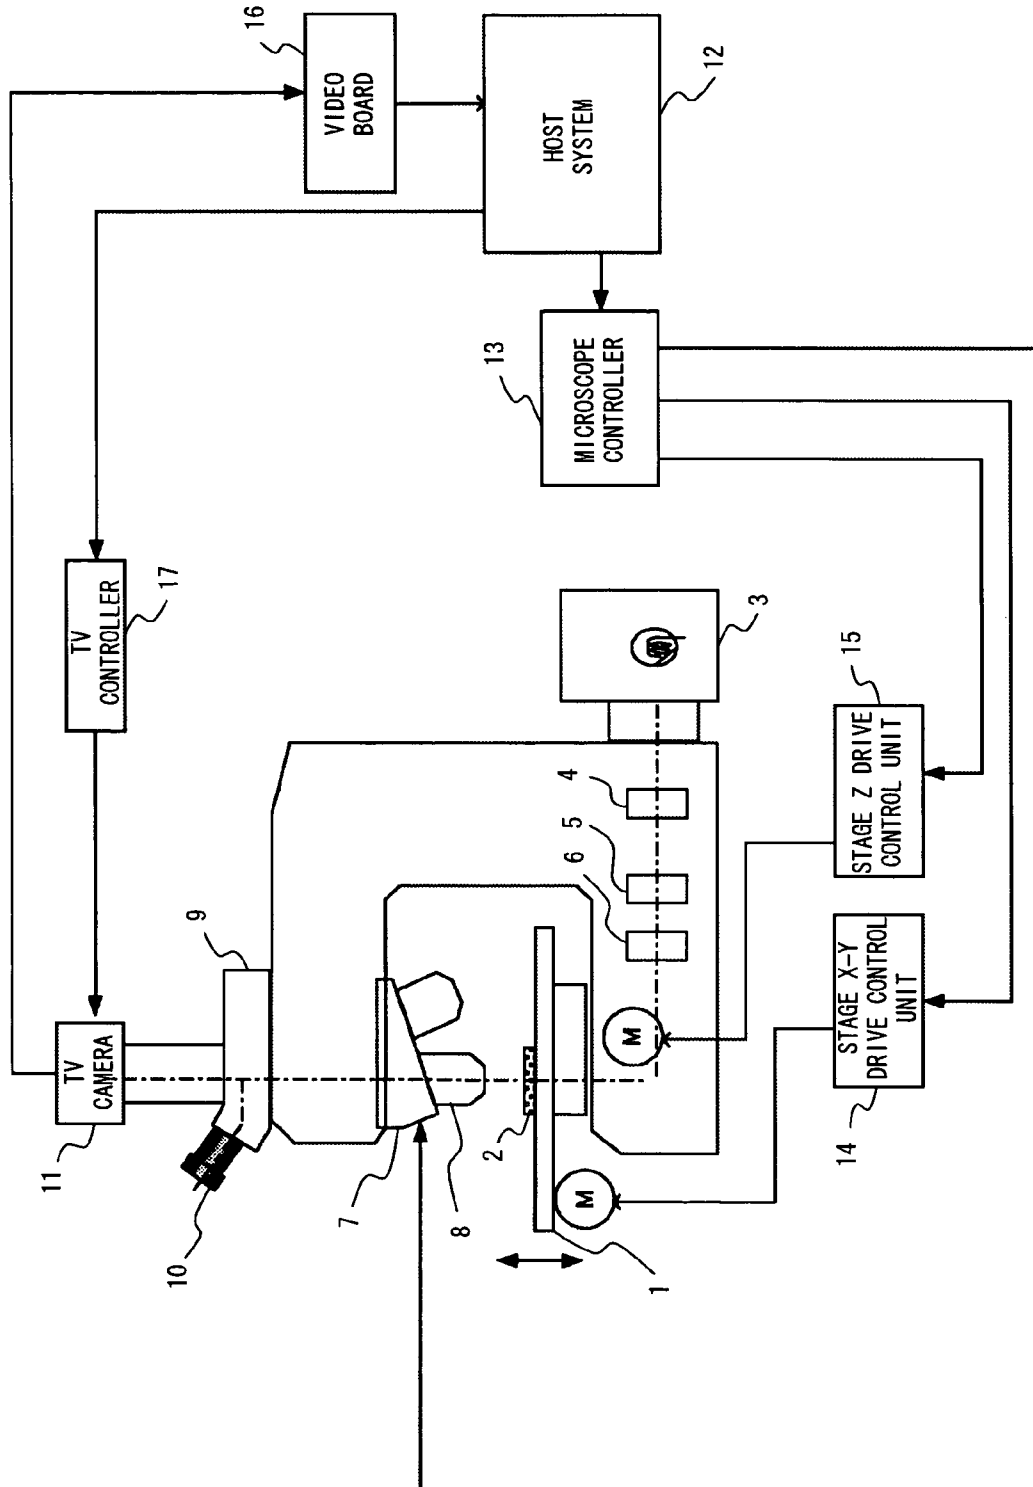 16
VIDEO
BOARD
HOST
SYSTEM
12
13
MICROSCOPE
CONTROLLER
TV
CONTROLLER
17
3
15
STAGE Z DRIVE
CONTROL UNIT
4
5
6
9
STAGE X-Y
DRIVE CONTROL
UNIT
14
TV
CAMERA
11
10
7
8
2
M
M
1